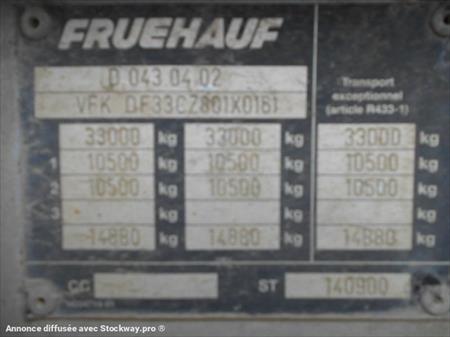 FRUEHAUF
D 043 04 02
VFK DF33CZ801X0161
Transport
exceptionnel
(article R433-1)
33000 kg 33000 kg 33000 kg
1 10500 kg 10500 kg 10500 kg
2 10500 kg 10500 kg 10500 kg
3 kg kg kg
14880 kg 14880 kg 14880 kg
CC ST 140900
Annonce diffusée avec Stockway.pro ®